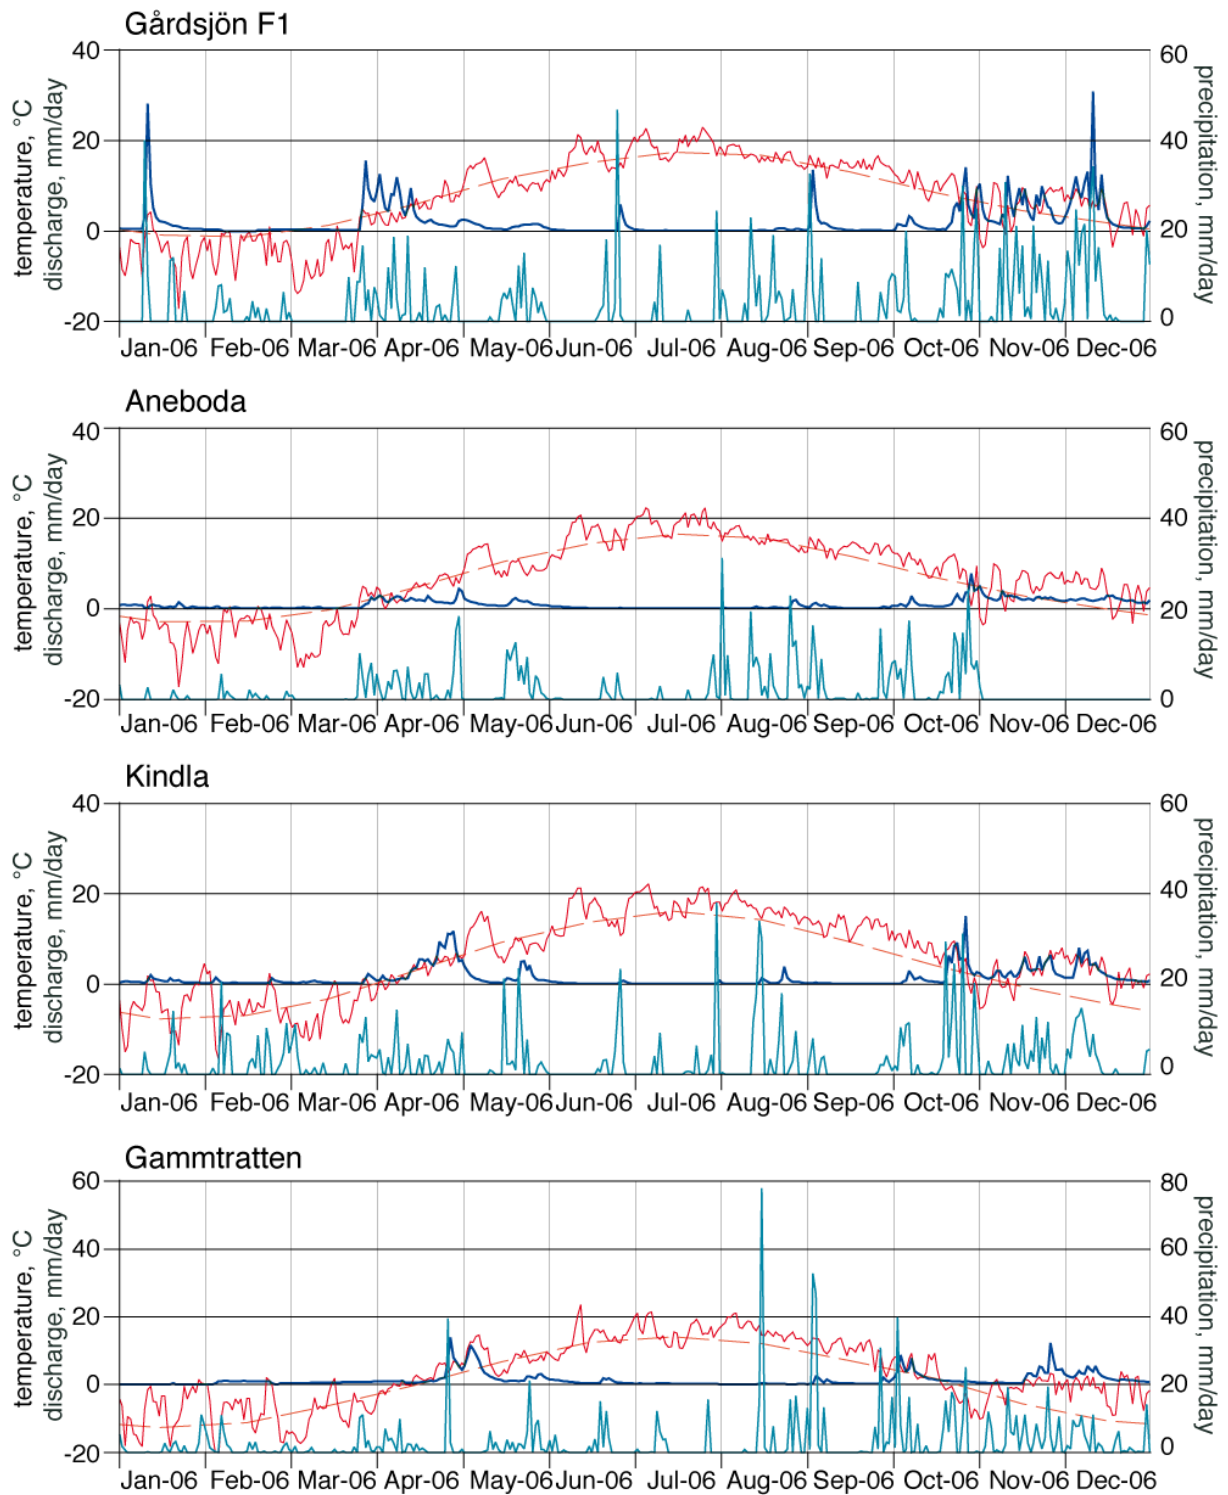 Gårdsjön F1
40
20
0
-20
temperature, °C
discharge, mm/day
60
40
20
0
precipitation, mm/day
Jan-06 Feb-06 Mar-06 Apr-06 May-06 Jun-06 Jul-06 Aug-06 Sep-06 Oct-06 Nov-06 Dec-06
Aneboda
40
20
0
-20
temperature, °C
discharge, mm/day
60
40
20
0
precipitation, mm/day
Jan-06 Feb-06 Mar-06 Apr-06 May-06 Jun-06 Jul-06 Aug-06 Sep-06 Oct-06 Nov-06 Dec-06
Kindla
40
20
0
-20
temperature, °C
discharge, mm/day
60
40
20
0
precipitation, mm/day
Jan-06 Feb-06 Mar-06 Apr-06 May-06 Jun-06 Jul-06 Aug-06 Sep-06 Oct-06 Nov-06 Dec-06
Gammtratten
60
40
20
0
-20
temperature, °C
discharge, mm/day
80
60
40
20
0
precipitation, mm/day
Jan-06 Feb-06 Mar-06 Apr-06 May-06 Jun-06 Jul-06 Aug-06 Sep-06 Oct-06 Nov-06 Dec-06